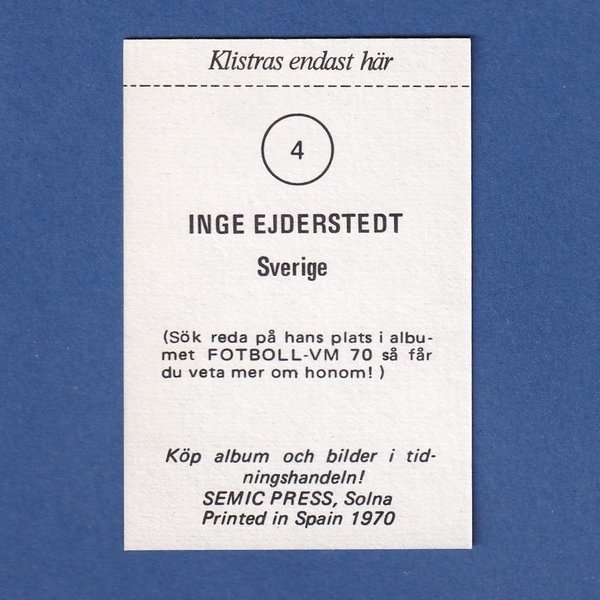 Klistras endast här
4
INGE EJDERSTEDT
Sverige
(Sök reda på hans plats i albu-
met FOTBOLL-VM 70 så får
du veta mer om honom!)
Köp album och bilder i tid-
ningshandeln!
SEMIC PRESS, Solna
Printed in Spain 1970